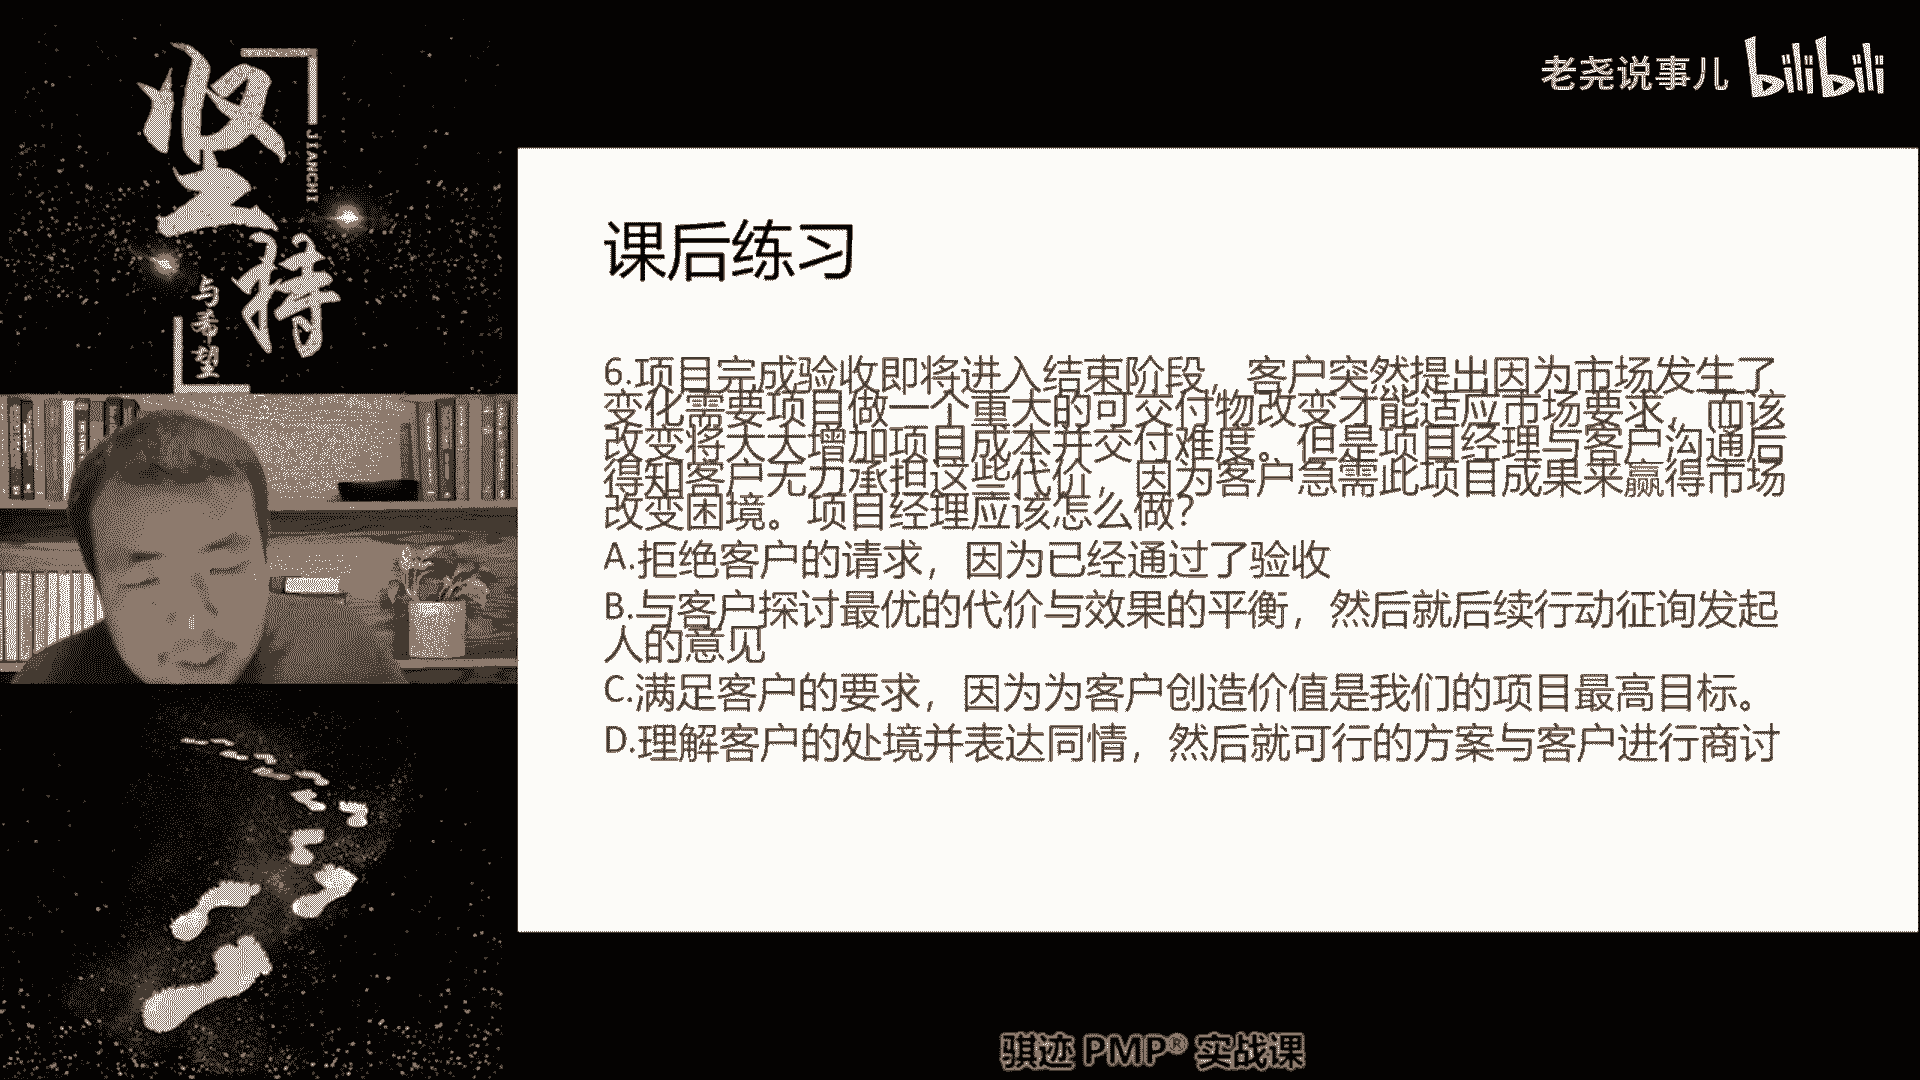 坚持
JIANCHI
与希望
老尧说事儿 bilibili
课后练习
6.项目完成验收即将进入结束阶段，客户突然提出因为市场发生了
变化需要项目做一个重大的可交付物改变才能适应市场要求，而该
改变将大大增加项目成本并交付难度。但是项目经理与客户沟通后
得知客户无力承担这些代价，因为客户急需此项目成果来赢得市场
改变困境。项目经理应该怎么做？
A.拒绝客户的请求，因为已经通过了验收
B.与客户探讨最优的代价与效果的平衡，然后就后续行动征询发起
人的意见
C.满足客户的要求，因为为客户创造价值是我们的项目最高目标。
D.理解客户的处境并表达同情，然后就可行的方案与客户进行商讨
骐迹 PMP® 实战课